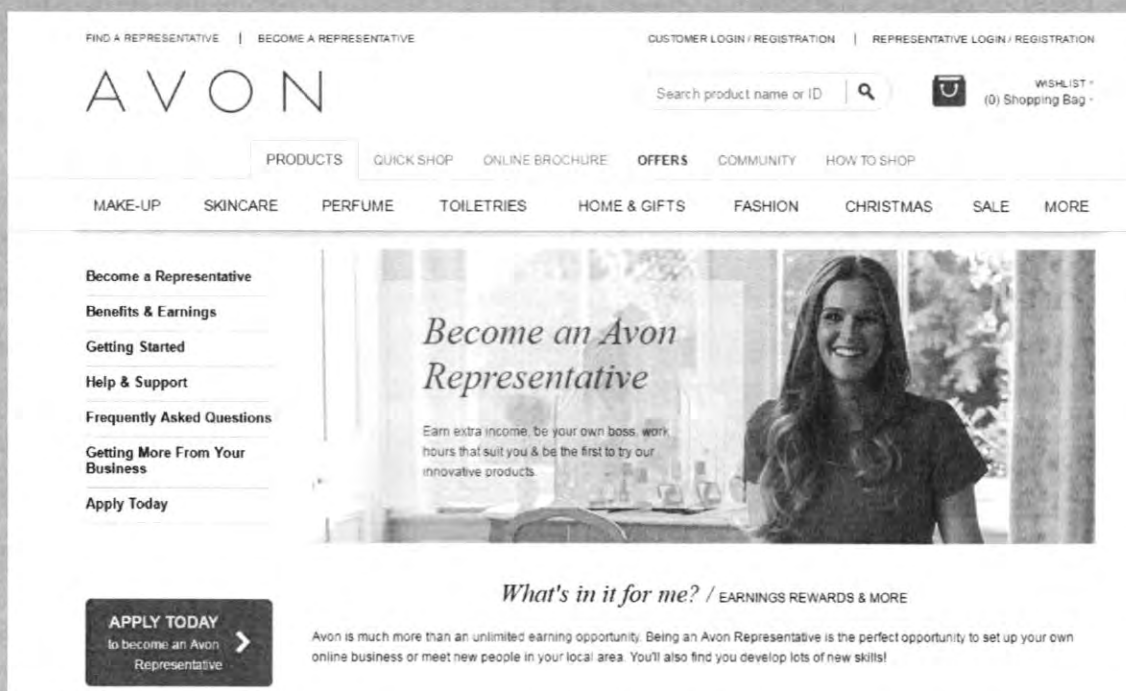 FIND A REPRESENTATIVE | BECOME A REPRESENTATIVE
CUSTOMER LOGIN / REGISTRATION | REPRESENTATIVE LOGIN / REGISTRATION
AVON
Search product name or ID
WISHLIST
(0) Shopping Bag
PRODUCTS QUICK SHOP ONLINE BROCHURE OFFERS COMMUNITY HOW TO SHOP
MAKE-UP SKINCARE PERFUME TOILETRIES HOME & GIFTS FASHION CHRISTMAS SALE MORE
Become a Representative
Benefits & Earnings
Getting Started
Help & Support
Frequently Asked Questions
Getting More From Your
Business
Apply Today
APPLY TODAY
to become an Avon
Representative
Become an Avon
Representative
Earn extra income, be your own boss, work
hours that suit you & be the first to try our
innovative products.
What's in it for me? / EARNINGS REWARDS & MORE
Avon is much more than an unlimited earning opportunity. Being an Avon Representative is the perfect opportunity to set up your own
online business or meet new people in your local area. You'll also find you develop lots of new skills!